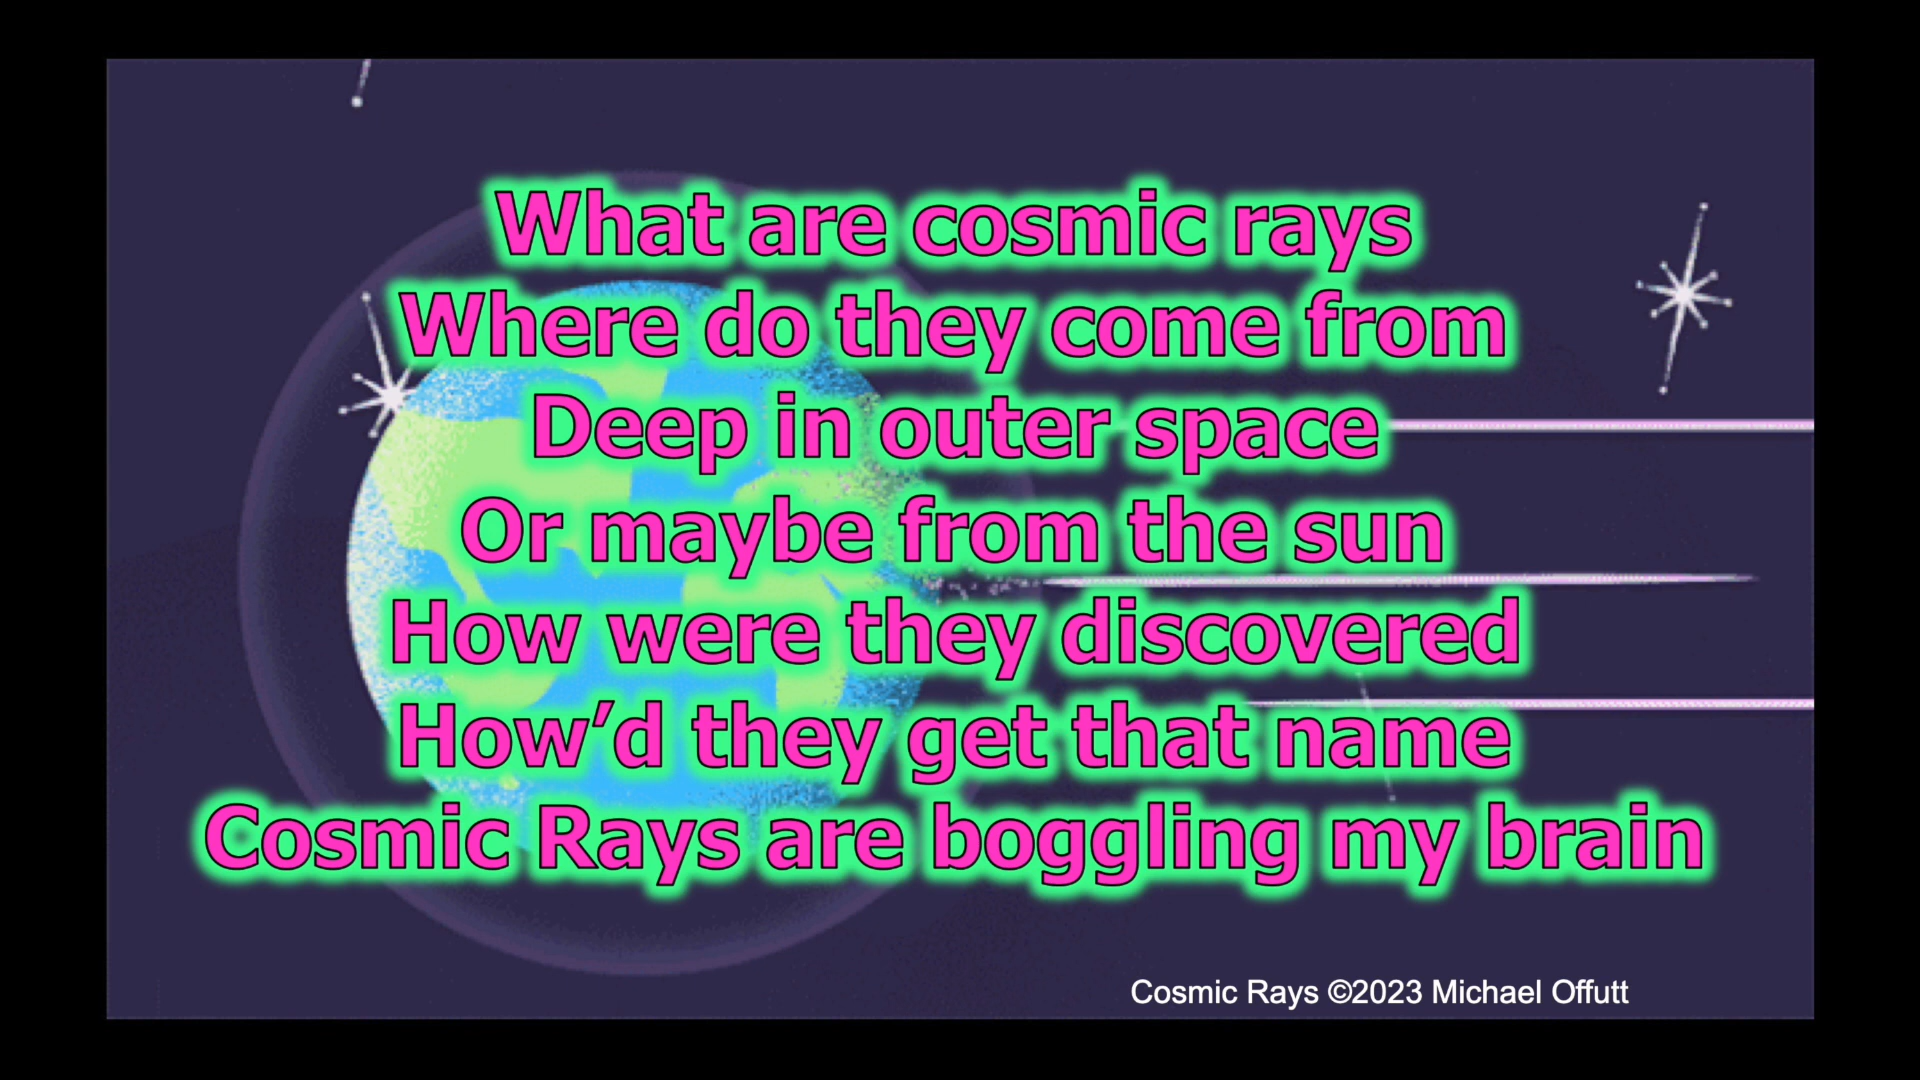 What are cosmic rays
Where do they come from
Deep in outer space
Or maybe from the sun
How were they discovered
How’d they get that name
Cosmic Rays are boggling my brain
Cosmic Rays ©2023 Michael Offutt